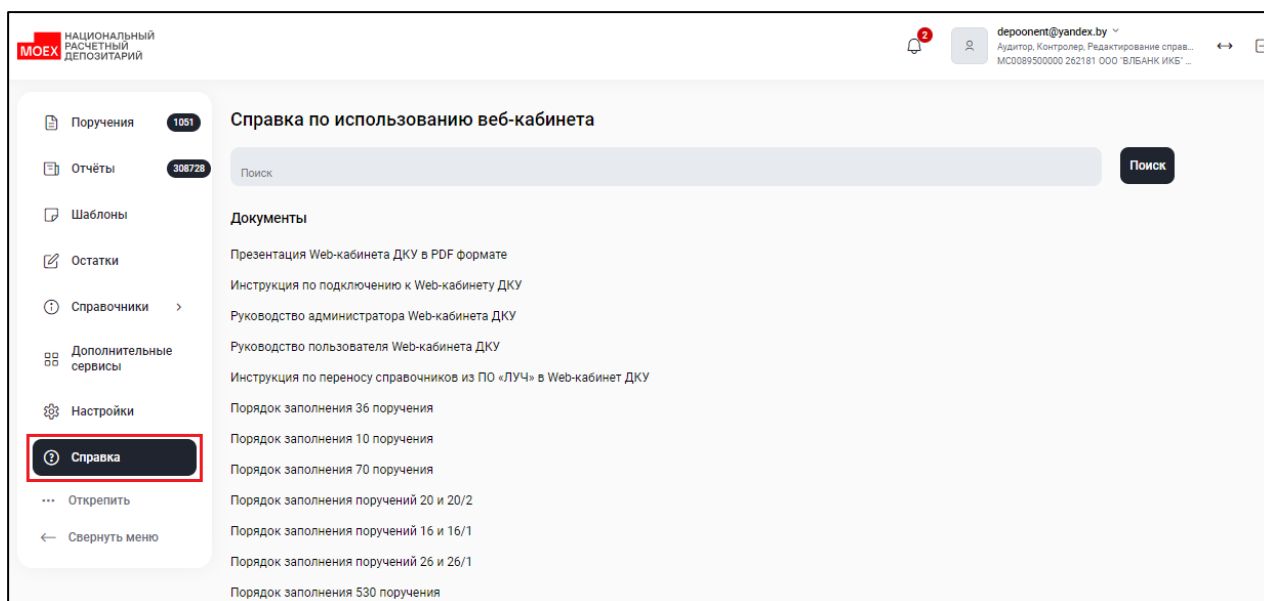 MOEX
НАЦИОНАЛЬНЫЙ
РАСЧЕТНЫЙ
ДЕПОЗИТАРИЙ
2
depoonent@yandex.by
Аудитор, Контролер, Редактирование справ...
MC0089500000 262181 ООО "ВЛБАНК ИКБ" ...
Поручения 1051
Отчёты 308728
Шаблоны
Остатки
Справочники
Дополнительные
сервисы
Настройки
Справка
Открепить
Свернуть меню
Справка по использованию веб-кабинета
Поиск
Поиск
Документы
Презентация Web-кабинета ДКУ в PDF формате
Инструкция по подключению к Web-кабинету ДКУ
Руководство администратора Web-кабинета ДКУ
Руководство пользователя Web-кабинета ДКУ
Инструкция по переносу справочников из ПО «ЛУЧ» в Web-кабинет ДКУ
Порядок заполнения 36 поручения
Порядок заполнения 10 поручения
Порядок заполнения 70 поручения
Порядок заполнения поручений 20 и 20/2
Порядок заполнения поручений 16 и 16/1
Порядок заполнения поручений 26 и 26/1
Порядок заполнения 530 поручения